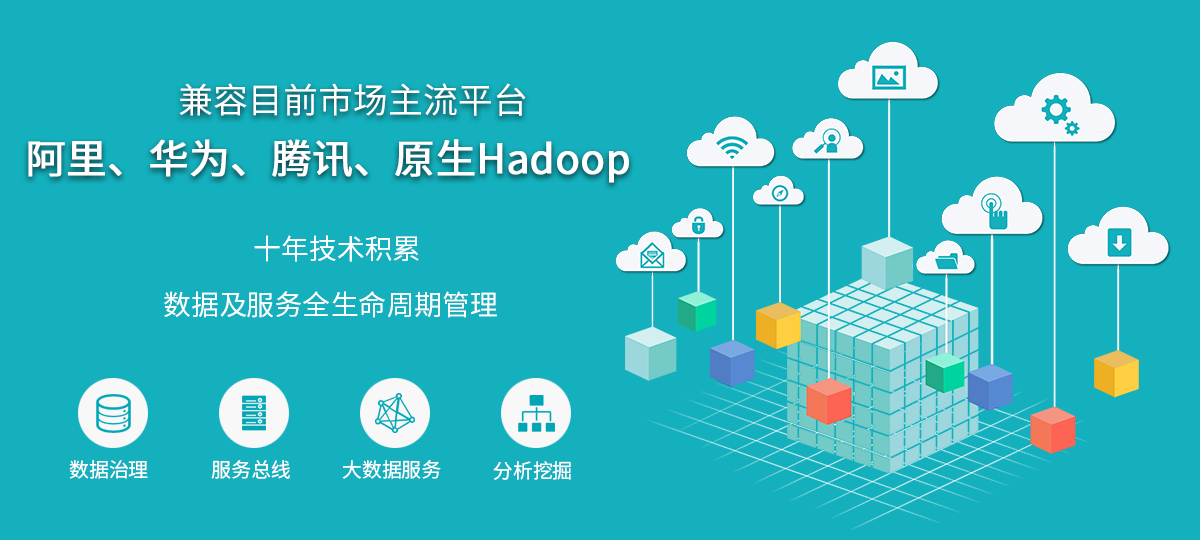 兼容目前市场主流平台
阿里、华为、腾讯、原生Hadoop
十年技术积累
数据及服务全生命周期管理
数据治理
服务总线
大数据服务
分析挖掘